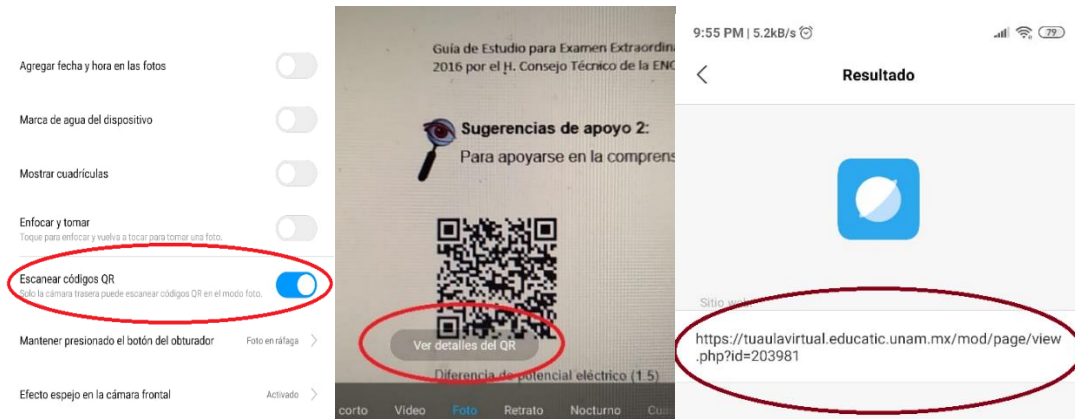 Agregar fecha y hora en las fotos
Marca de agua del dispositivo
Mostrar cuadrículas
Enfocar y tomar
Toque para enfocar y vuelva a tocar para tomar una foto.
Escanear códigos QR
Solo la cámara trasera puede escanear códigos QR en el modo foto.
Mantener presionado el botón del obturador Foto en ráfaga
Efecto espejo en la cámara frontal Activado
Guía de Estudio para Examen Extraordina
2016 por el H. Consejo Técnico de la ENC
Sugerencias de apoyo 2:
Para apoyarse en la comprens
Ver detalles del QR
Diferencia de potencial eléctrico (1.5)
corto Video Foto Retrato Nocturno Cua
9:55 PM | 5.2kB/s 79
Resultado
Sitio web
https://tuaulavirtual.educatic.unam.mx/mod/page/view
.php?id=203981